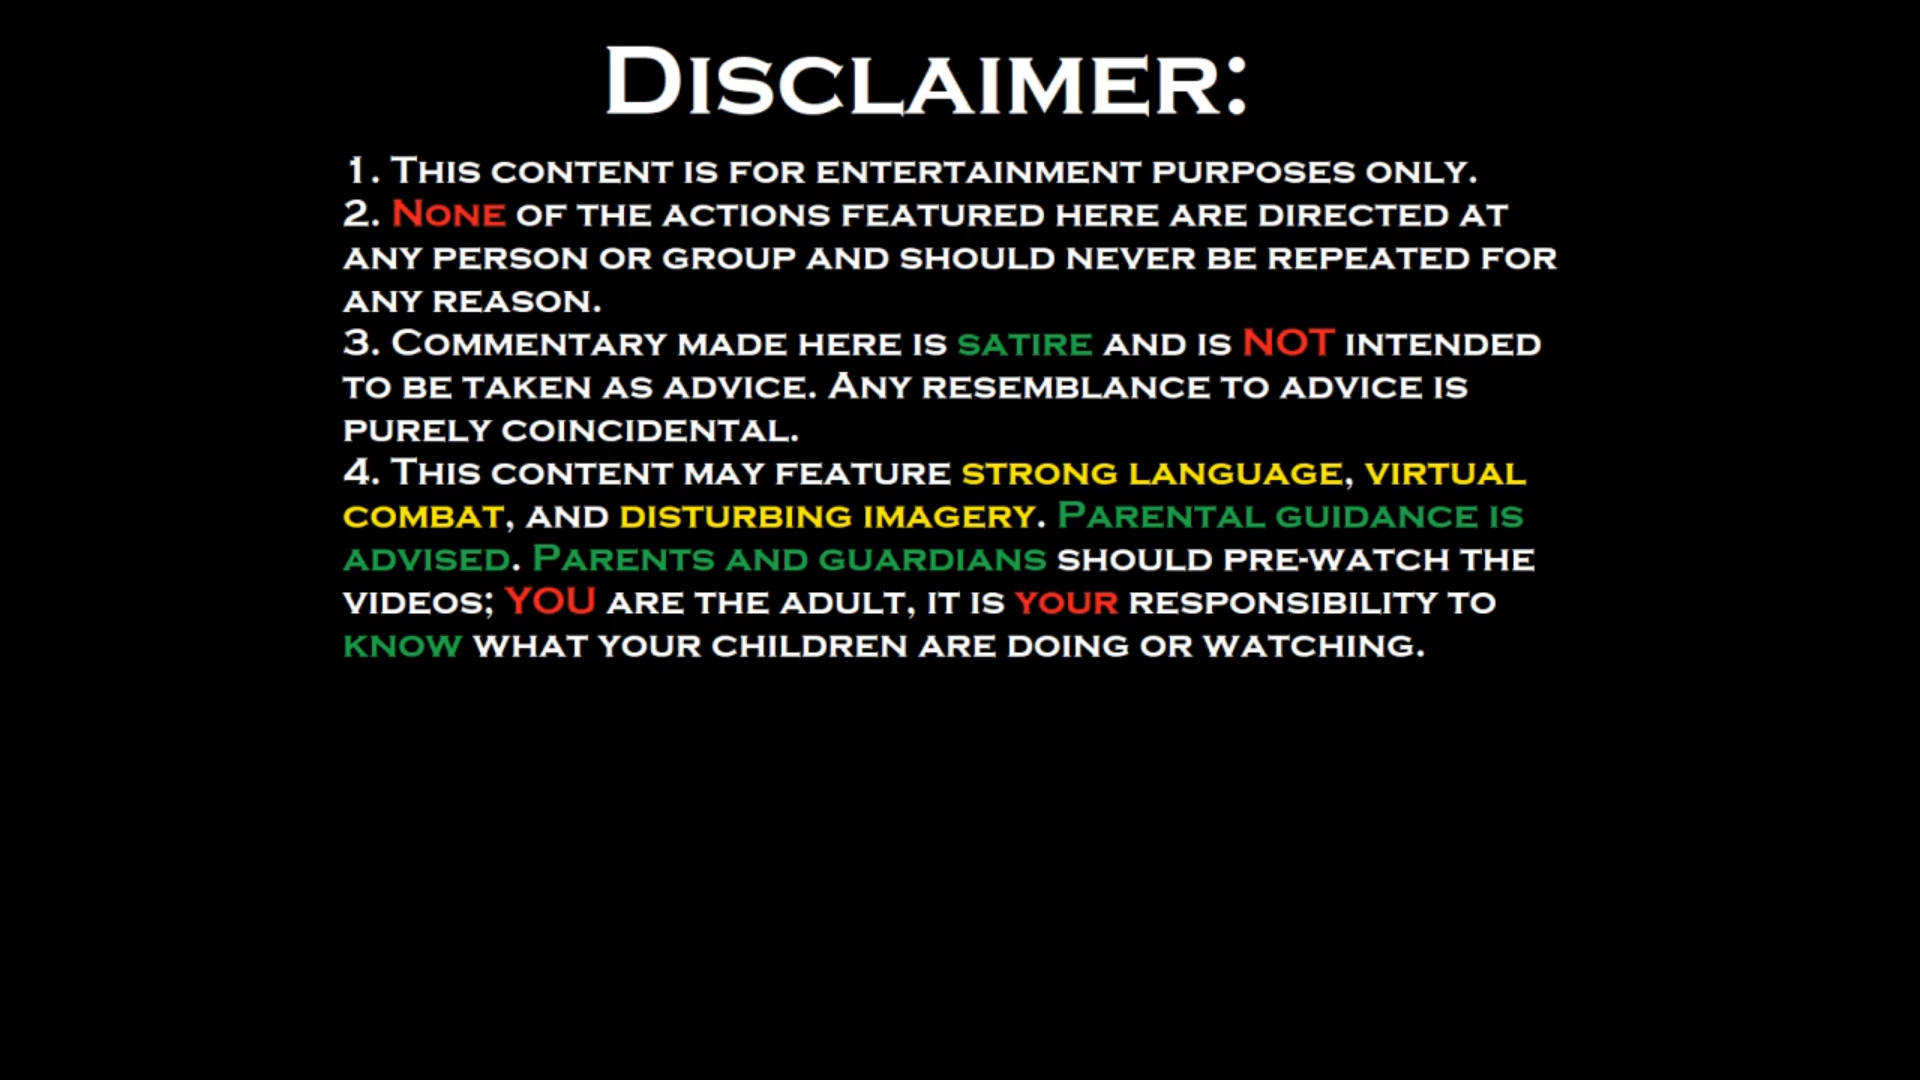 Disclaimer:
1. This content is for entertainment purposes only.
2. None of the actions featured here are directed at
any person or group and should never be repeated for
any reason.
3. Commentary made here is satire and is NOT intended
to be taken as advice. Any resemblance to advice is
purely coincidental.
4. This content may feature strong language, virtual
combat, and disturbing imagery. Parental guidance is
advised. Parents and guardians should pre-watch the
videos; YOU are the adult, it is your responsibility to
know what your children are doing or watching.